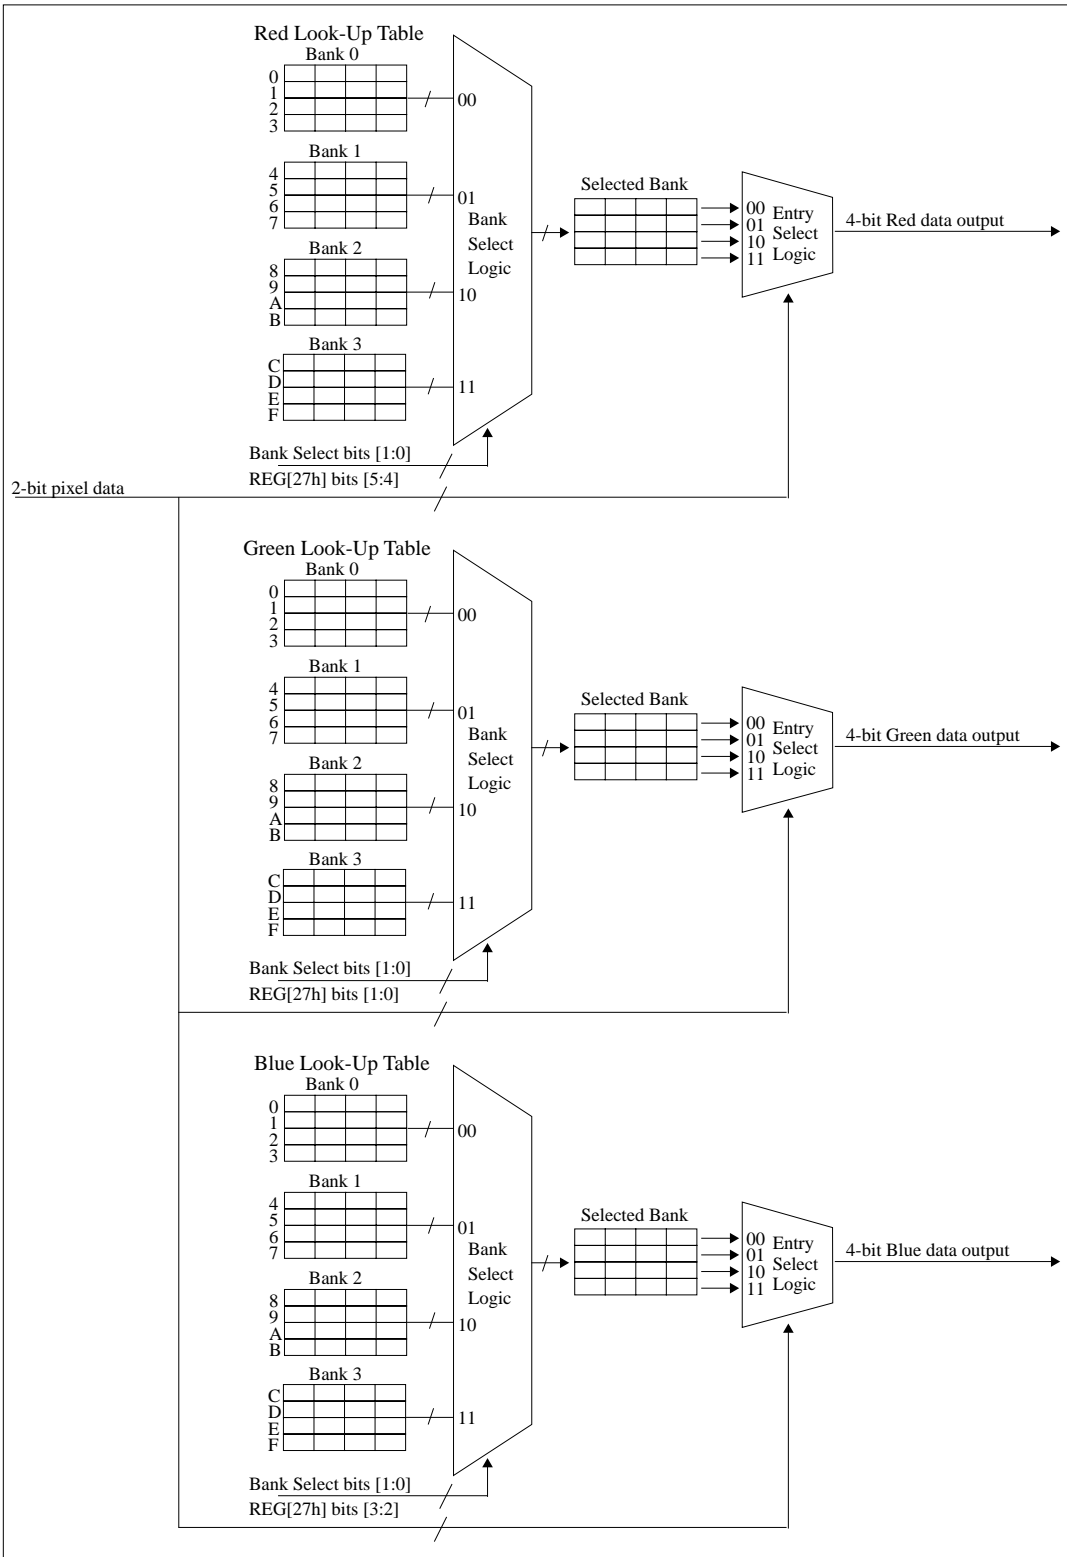 Red Look-Up Table
Bank 0
0
1
2
3
00
Bank 1
4
5
6
7
01
Bank
Select
Logic
Bank 2
8
9
A
B
10
Bank 3
C
D
E
F
11
Selected Bank
00
01
10
11
Entry
Select
Logic
4-bit Red data output
Bank Select bits [1:0]
REG[27h] bits [5:4]
2-bit pixel data
Green Look-Up Table
Bank 0
0
1
2
3
00
Bank 1
4
5
6
7
01
Bank
Select
Logic
Bank 2
8
9
A
B
10
Bank 3
C
D
E
F
11
Selected Bank
00
01
10
11
Entry
Select
Logic
4-bit Green data output
Bank Select bits [1:0]
REG[27h] bits [1:0]
Blue Look-Up Table
Bank 0
0
1
2
3
00
Bank 1
4
5
6
7
01
Bank
Select
Logic
Bank 2
8
9
A
B
10
Bank 3
C
D
E
F
11
Selected Bank
00
01
10
11
Entry
Select
Logic
4-bit Blue data output
Bank Select bits [1:0]
REG[27h] bits [3:2]